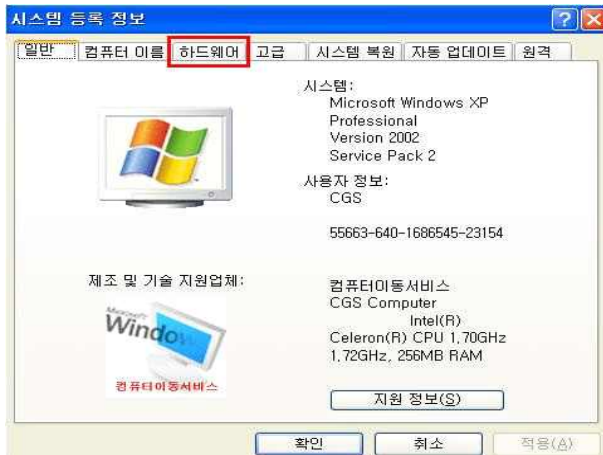 시스템 등록 정보
일반 컴퓨터 이름 하드웨어 고급 시스템 복원 자동 업데이트 원격
시스템:
Microsoft Windows XP
Professional
Version 2002
Service Pack 2
사용자 정보:
CGS
55663-640-1686545-23154
제조 및 기술 지원업체:
Microsoft
Windo
컴퓨터이동서비스
컴퓨터이동서비스
CGS Computer
Intel(R)
Celeron(R) CPU 1.70GHz
1.72GHz, 256MB RAM
지원 정보(S)
확인 취소 적용(A)